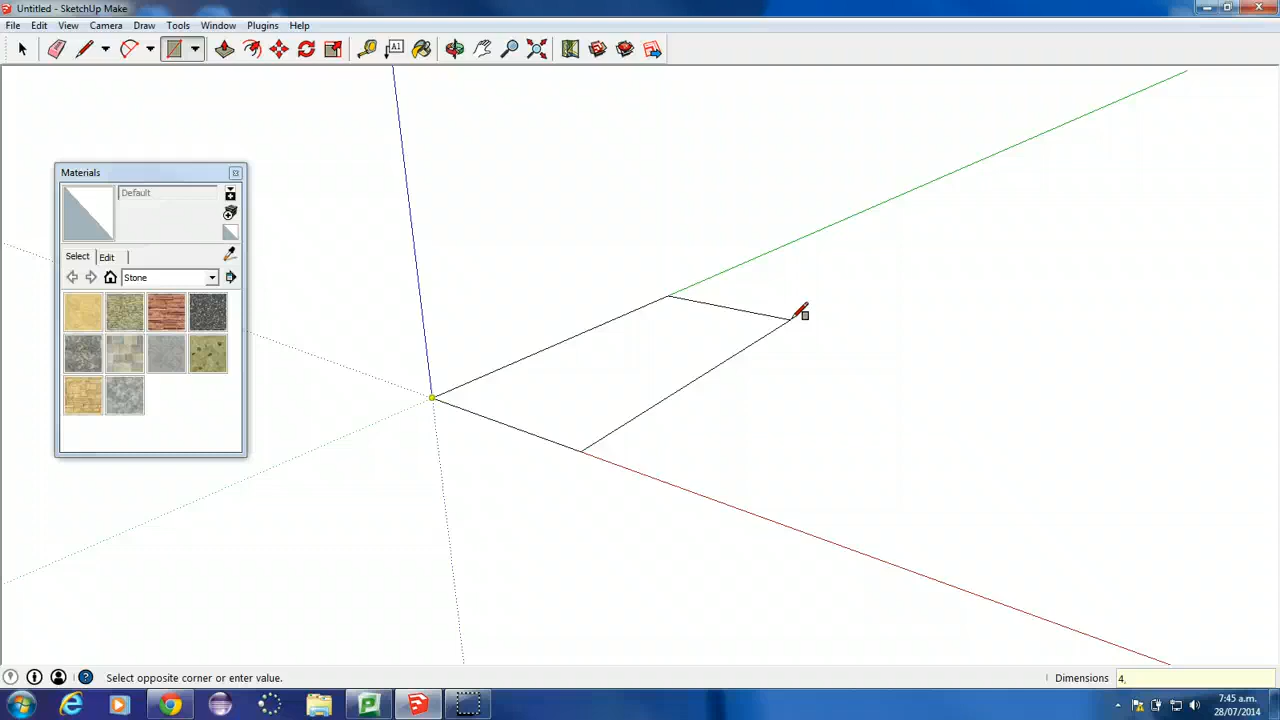 Untitled - SketchUp Make
File Edit View Camera Draw Tools Window Plugins Help
A1
Materials
Default
Select Edit
Stone
Select opposite corner or enter value.
Dimensions 4,
7:45 a.m.
28/07/2014